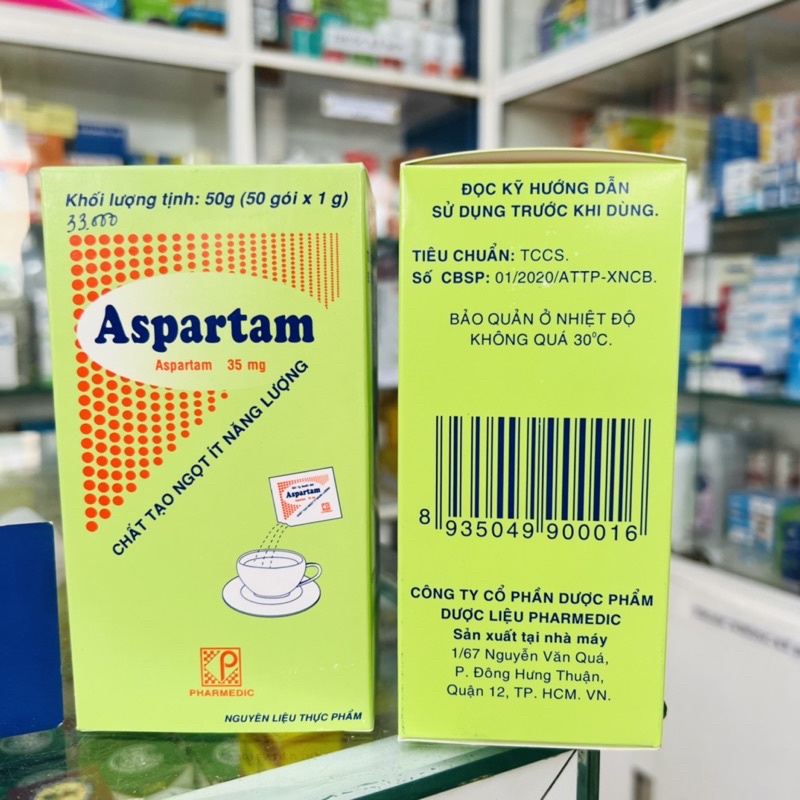 Khối lượng tịnh: 50g (50 gói x 1 g)
33.000
Aspartam
Aspartam 35 mg
CHẤT TẠO NGỌT ÍT NĂNG LƯỢNG
Aspartam
PHARMEDIC
NGUYÊN LIỆU THỰC PHẨM
ĐỌC KỸ HƯỚNG DẪN
SỬ DỤNG TRƯỚC KHI DÙNG.
TIÊU CHUẨN: TCCS.
Số CBSP: 01/2020/ATTP-XNCB.
BẢO QUẢN Ở NHIỆT ĐỘ
KHÔNG QUÁ 30°C.
8 935049 900016
CÔNG TY CỔ PHẦN DƯỢC PHẨM
DƯỢC LIỆU PHARMEDIC
Sản xuất tại nhà máy
1/67 Nguyễn Văn Quá,
P. Đông Hưng Thuận,
Quận 12, TP. HCM. VN.